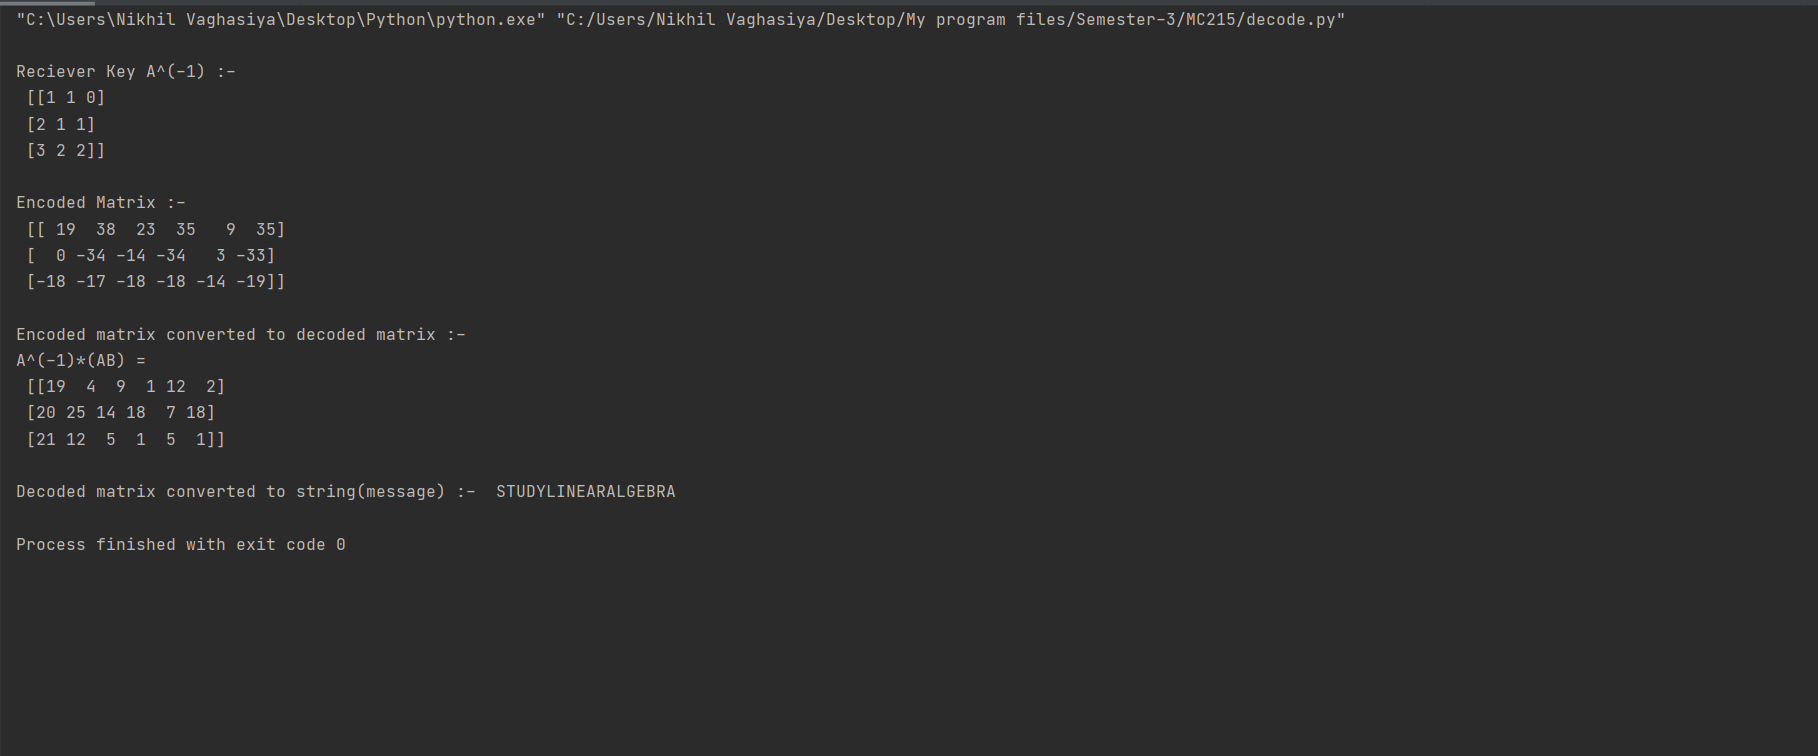 "C:\Users\Nikhil Vaghasiya\Desktop\Python\python.exe" "C:/Users/Nikhil Vaghasiya/Desktop/My program files/Semester-3/MC215/decode.py"
Reciever Key A^(-1) :-
[[1 1 0]
[2 1 1]
[3 2 2]]
Encoded Matrix :-
[[ 19  38  23  35   9  35]
[  0 -34 -14 -34   3 -33]
[-18 -17 -18 -18 -14 -19]]
Encoded matrix converted to decoded matrix :-
A^(-1)*(AB) =
[[19  4  9  1 12  2]
[20 25 14 18  7 18]
[21 12  5  1  5  1]]
Decoded matrix converted to string(message) :-  STUDYLINEARALGEBRA
Process finished with exit code 0